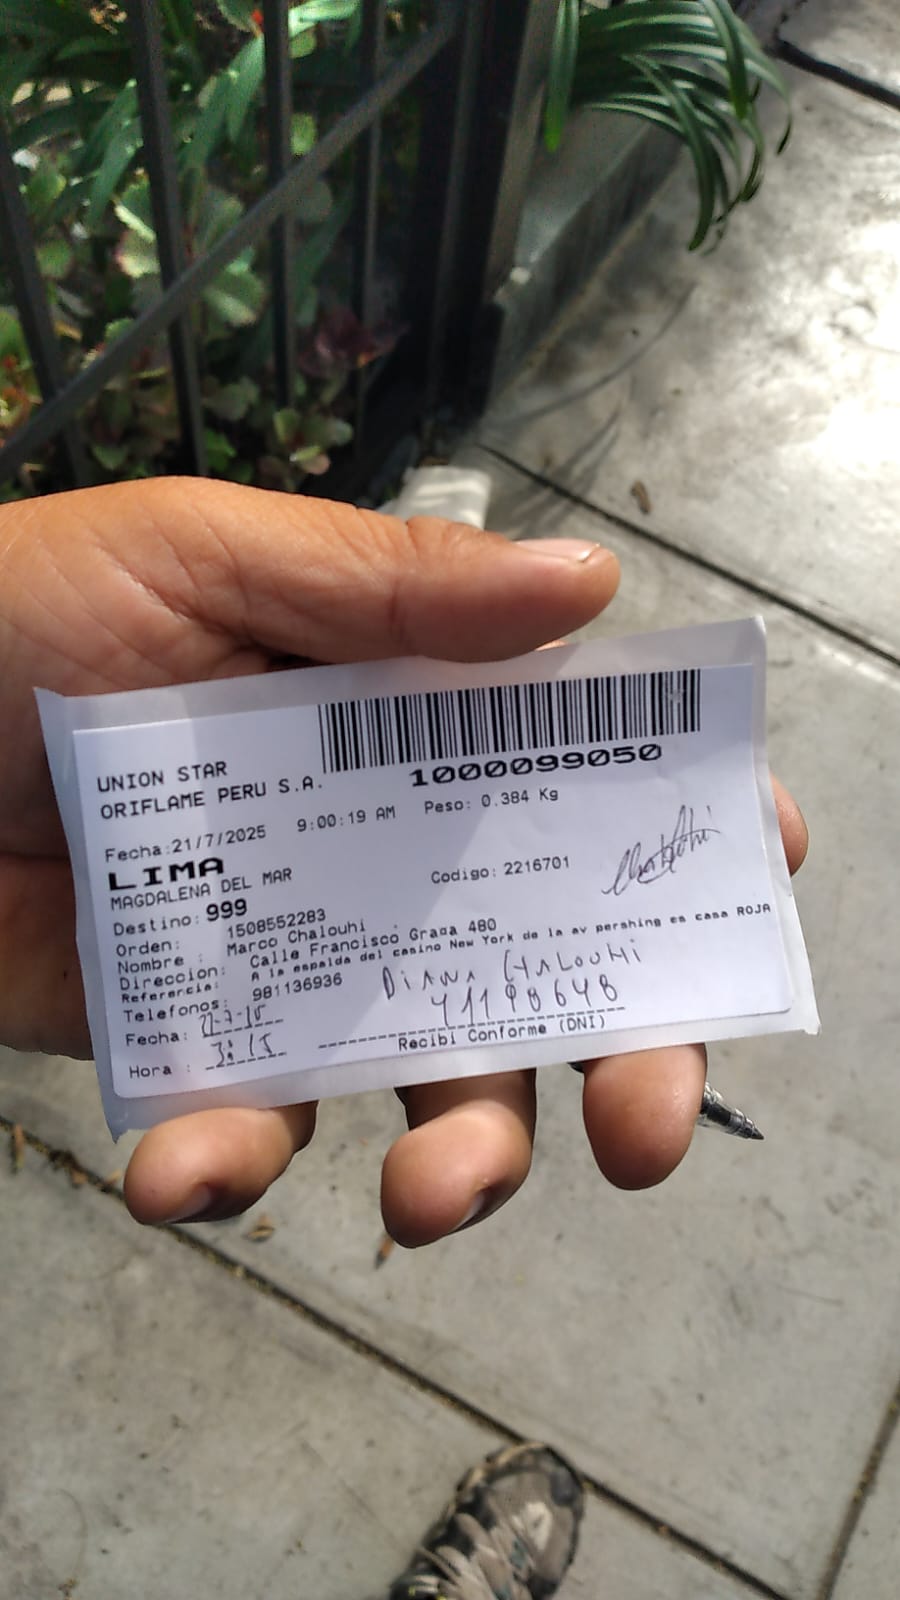 1000099050
UNION STAR
ORIFLAME PERU S.A.
Fecha:21/7/2025 9:00:19 AM Peso: 0.384 Kg
LIMA
MAGDALENA DEL MAR Codigo: 2216701
Destino: 999
Orden: 1508552283
Nombre : Marco Chalouhi
Direccion: Calle Francisco Graña 480
Referencia: A la espalda del casino New York de la av pershing es casa ROJA
Telefonos: 981136936
Diana Chalouhi
Fecha: 22-7-25
Hora : 3:15
Recibi Conforme (DNI)